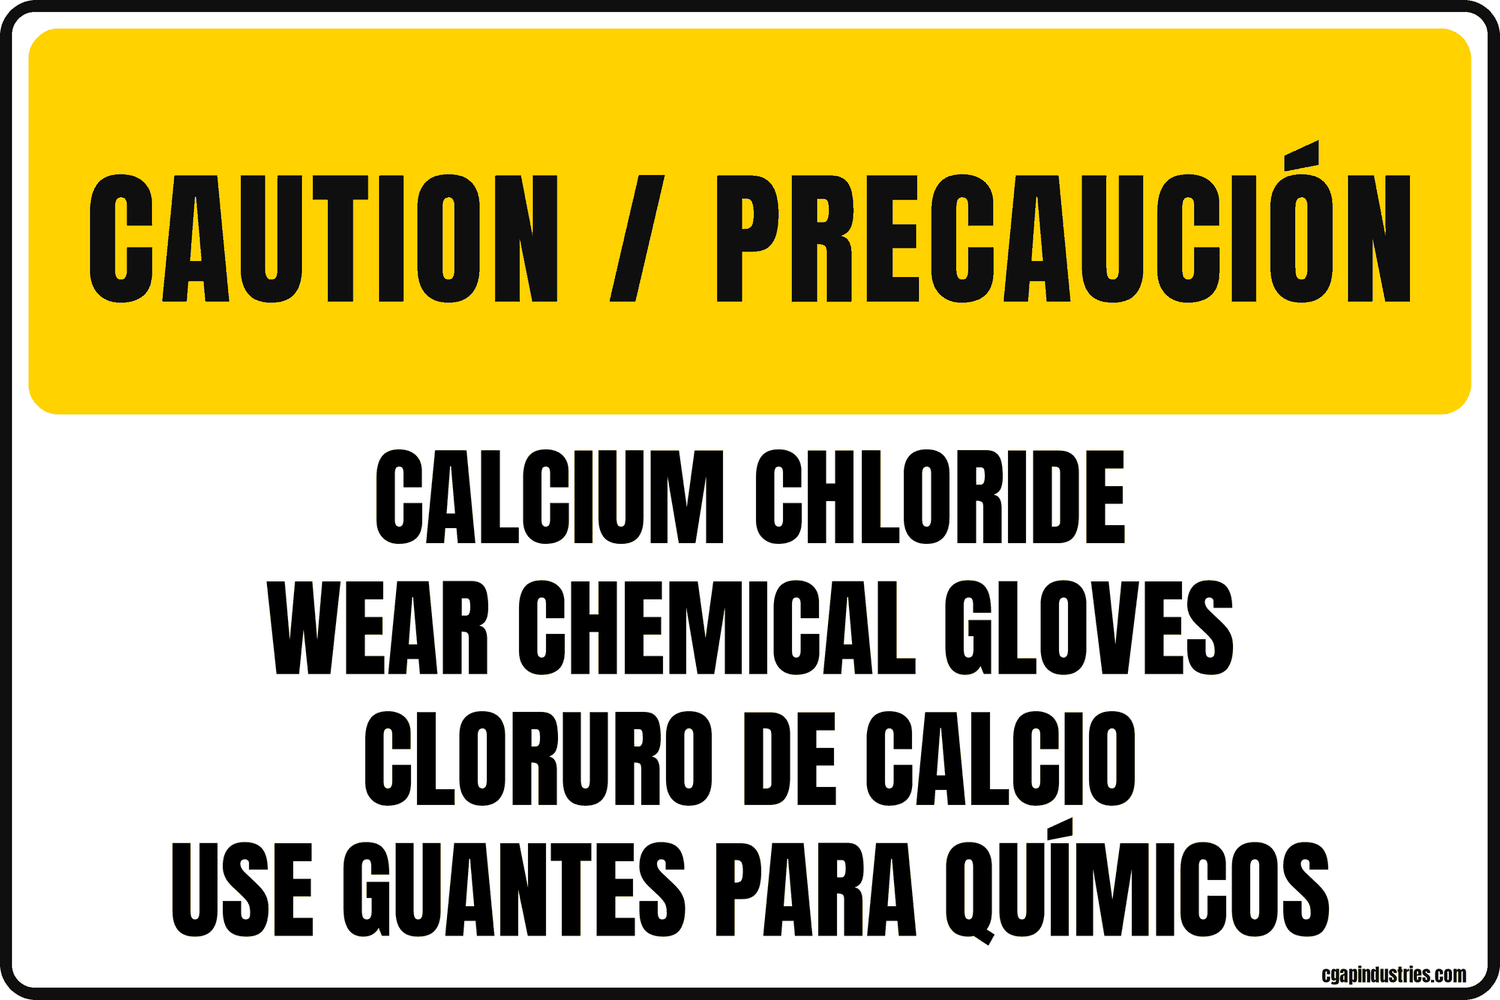 CAUTION / PRECAUCIÓN
CALCIUM CHLORIDE
WEAR CHEMICAL GLOVES
CLORURO DE CALCIO
USE GUANTES PARA QUÍMICOS
cgapindustries.com